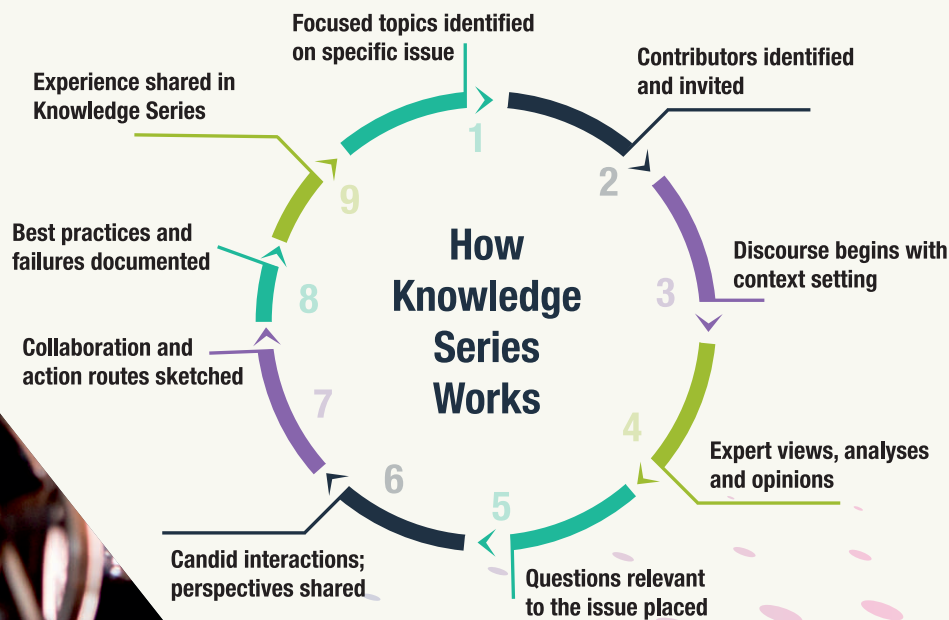 Focused topics identified
on specific issue
1
Contributors identified
and invited
2
Discourse begins with
context setting
3
Expert views, analyses
and opinions
4
Questions relevant
to the issue placed
5
Candid interactions;
perspectives shared
6
Collaboration and
action routes sketched
7
Best practices and
failures documented
8
Experience shared in
Knowledge Series
9
How
Knowledge
Series
Works